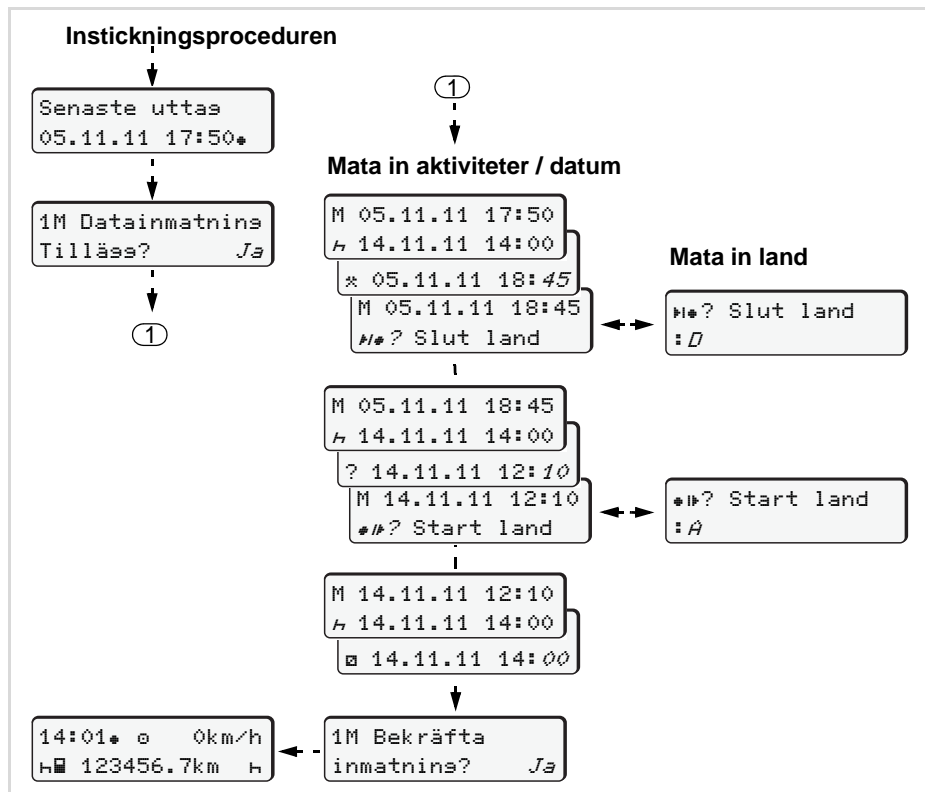 Instickningsproceduren
Senaste uttag
05.11.11 17:50
1M Datainmatning
Tillägg? Ja
1
1
Mata in aktiviteter / datum
M 05.11.11 17:50
14.11.11 14:00
05.11.11 18:45
M 05.11.11 18:45
? Slut land
Mata in land
? Slut land
:D
M 05.11.11 18:45
14.11.11 14:00
? 14.11.11 12:10
M 14.11.11 12:10
? Start land
? Start land
:A
M 14.11.11 12:10
14.11.11 14:00
14.11.11 14:00
1M Bekräfta
inmatning? Ja
14:01 0km/h
123456.7km